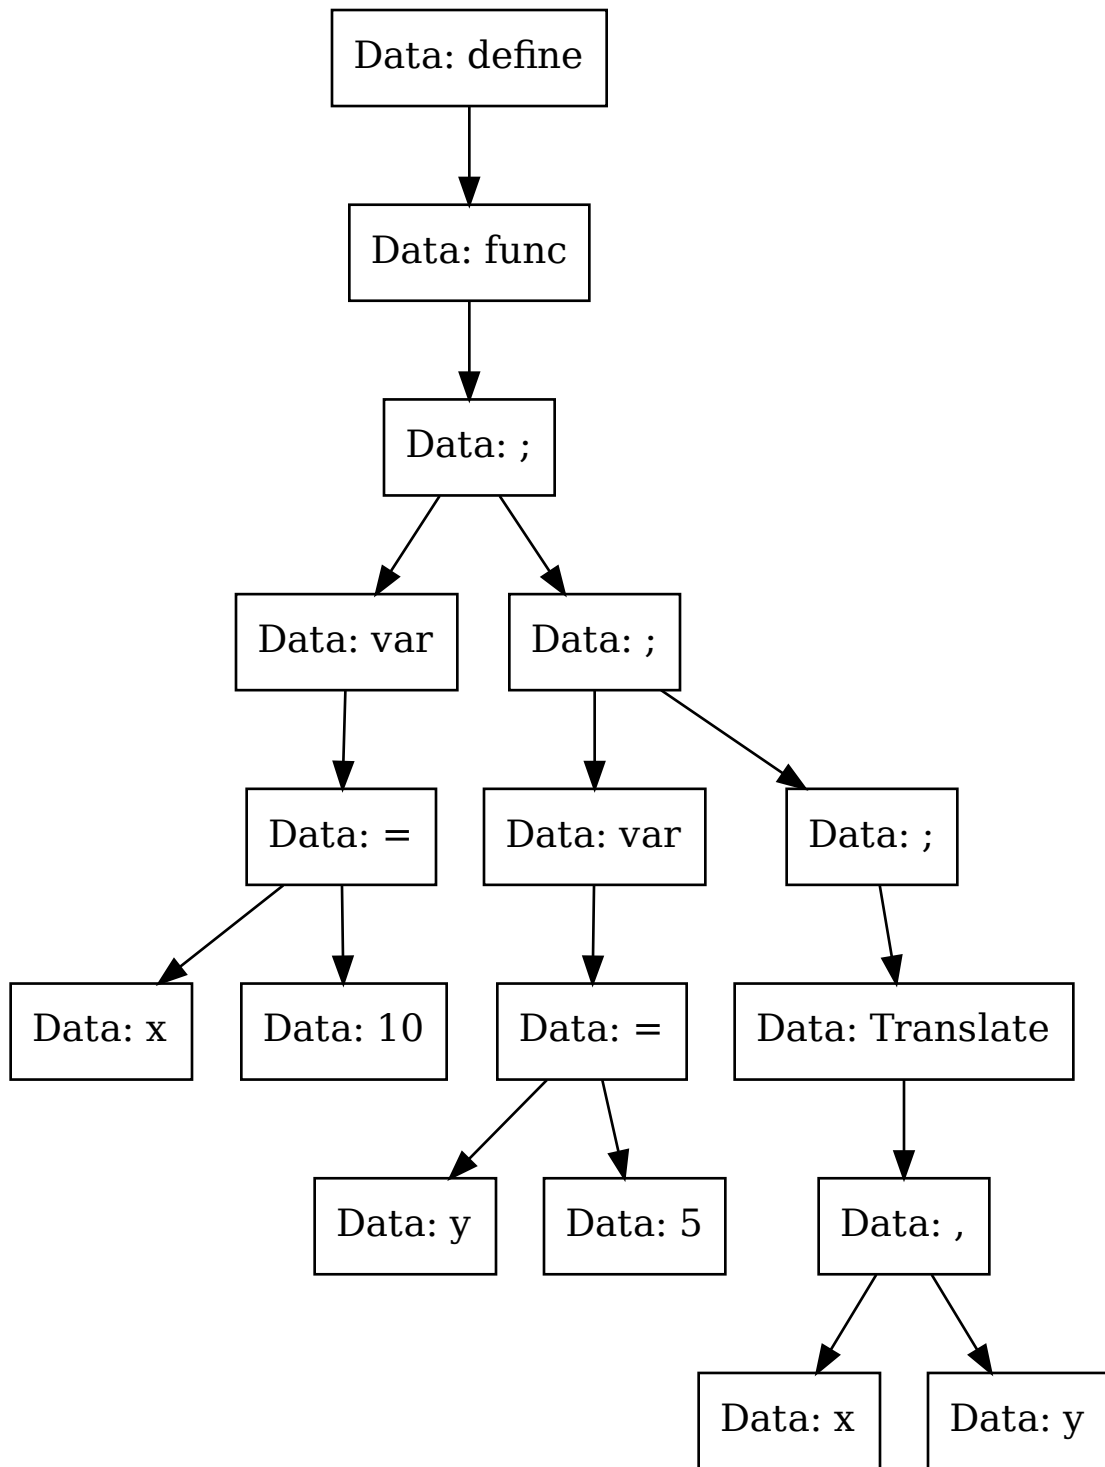 Data: define
Data: func
Data: ;
Data: var
Data: ;
Data: =
Data: var
Data: ;
Data: x
Data: 10
Data: =
Data: Translate
Data: y
Data: 5
Data: ,
Data: x
Data: y